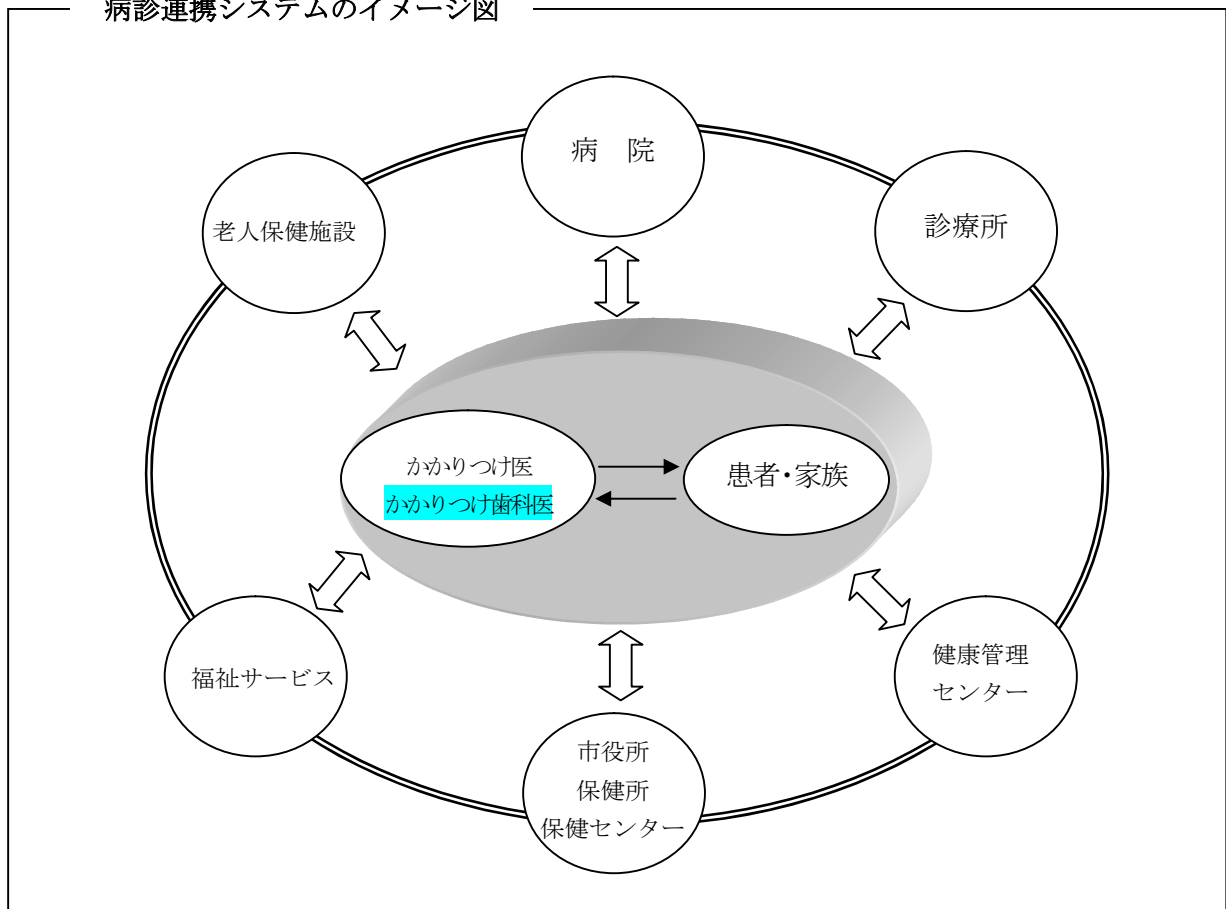 病診連携システムのイメージ図
病　院
老人保健施設
診療所
かかりつけ医
かかりつけ歯科医
患者・家族
福祉サービス
健康管理
センター
市役所
保健所
保健センター